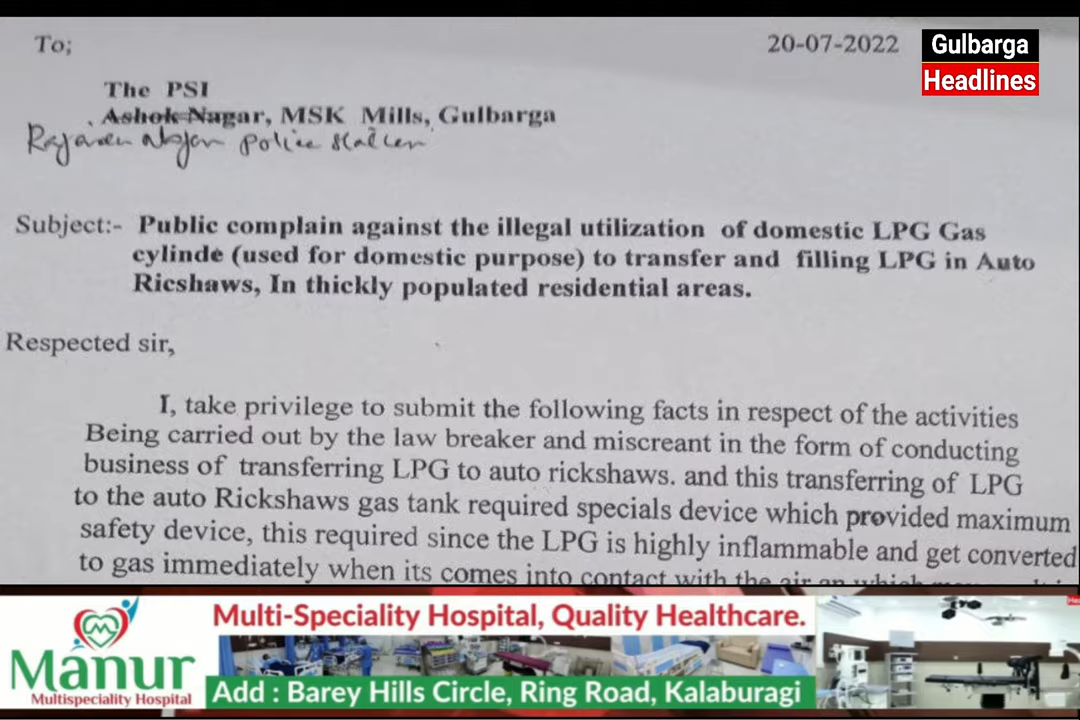 To;
20-07-2022
Gulbarga
Headlines
The PSI
Ashok Nagar, MSK Mills, Gulbarga
police station
Subject:- Public complain against the illegal utilization of domestic LPG Gas
cylinde (used for domestic purpose) to transfer and filling LPG in Auto
Ricshaws, In thickly populated residential areas.
Respected sir,
I, take privilege to submit the following facts in respect of the activities
Being carried out by the law breaker and miscreant in the form of conducting
business of transferring LPG to auto rickshaws. and this transferring of LPG
to the auto Rickshaws gas tank required specials device which provided maximum
safety device, this required since the LPG is highly inflammable and get converted
to gas immediately when its comes into contact with the air
Multi-Speciality Hospital, Quality Healthcare.
Manur
Multispeciality Hospital
Add : Barey Hills Circle, Ring Road, Kalaburagi